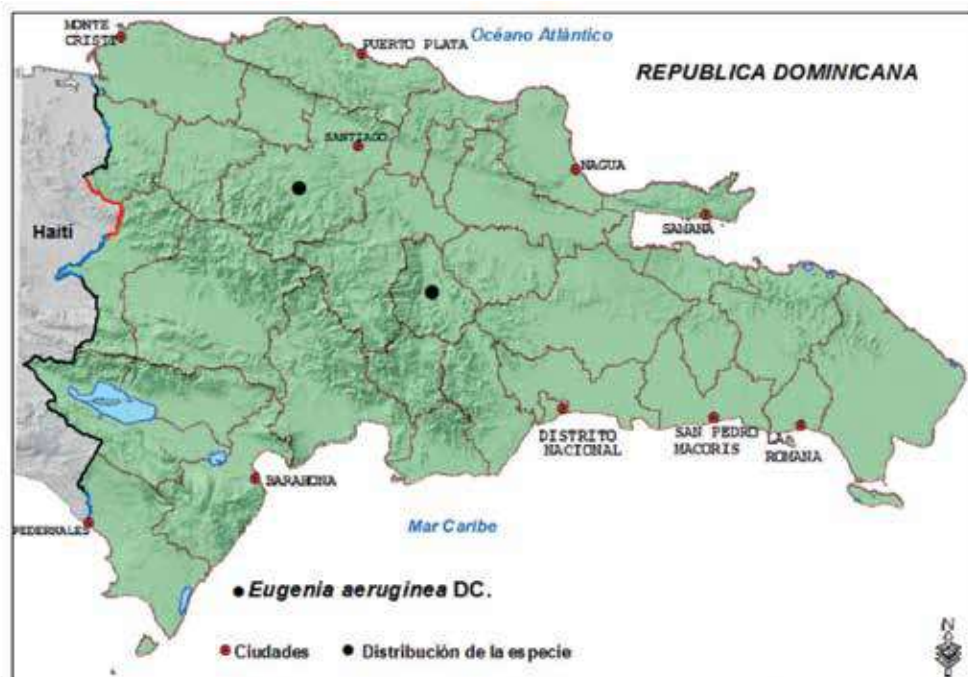 MONTE
CRISTI
PUERTO PLATA
Océano Atlàntico
REPUBLICA DOMINICANA
SANTIAGO
NAGUA
SAMANA
Haití
DISTRITO
NACIONAL
SAN PEDRO
MACORIS
LA
ROMANA
BARAHONA
PEDERNALES
Mar Caribe
Eugenia aeruginea DC.
Ciudades
Distribución de la especie
N